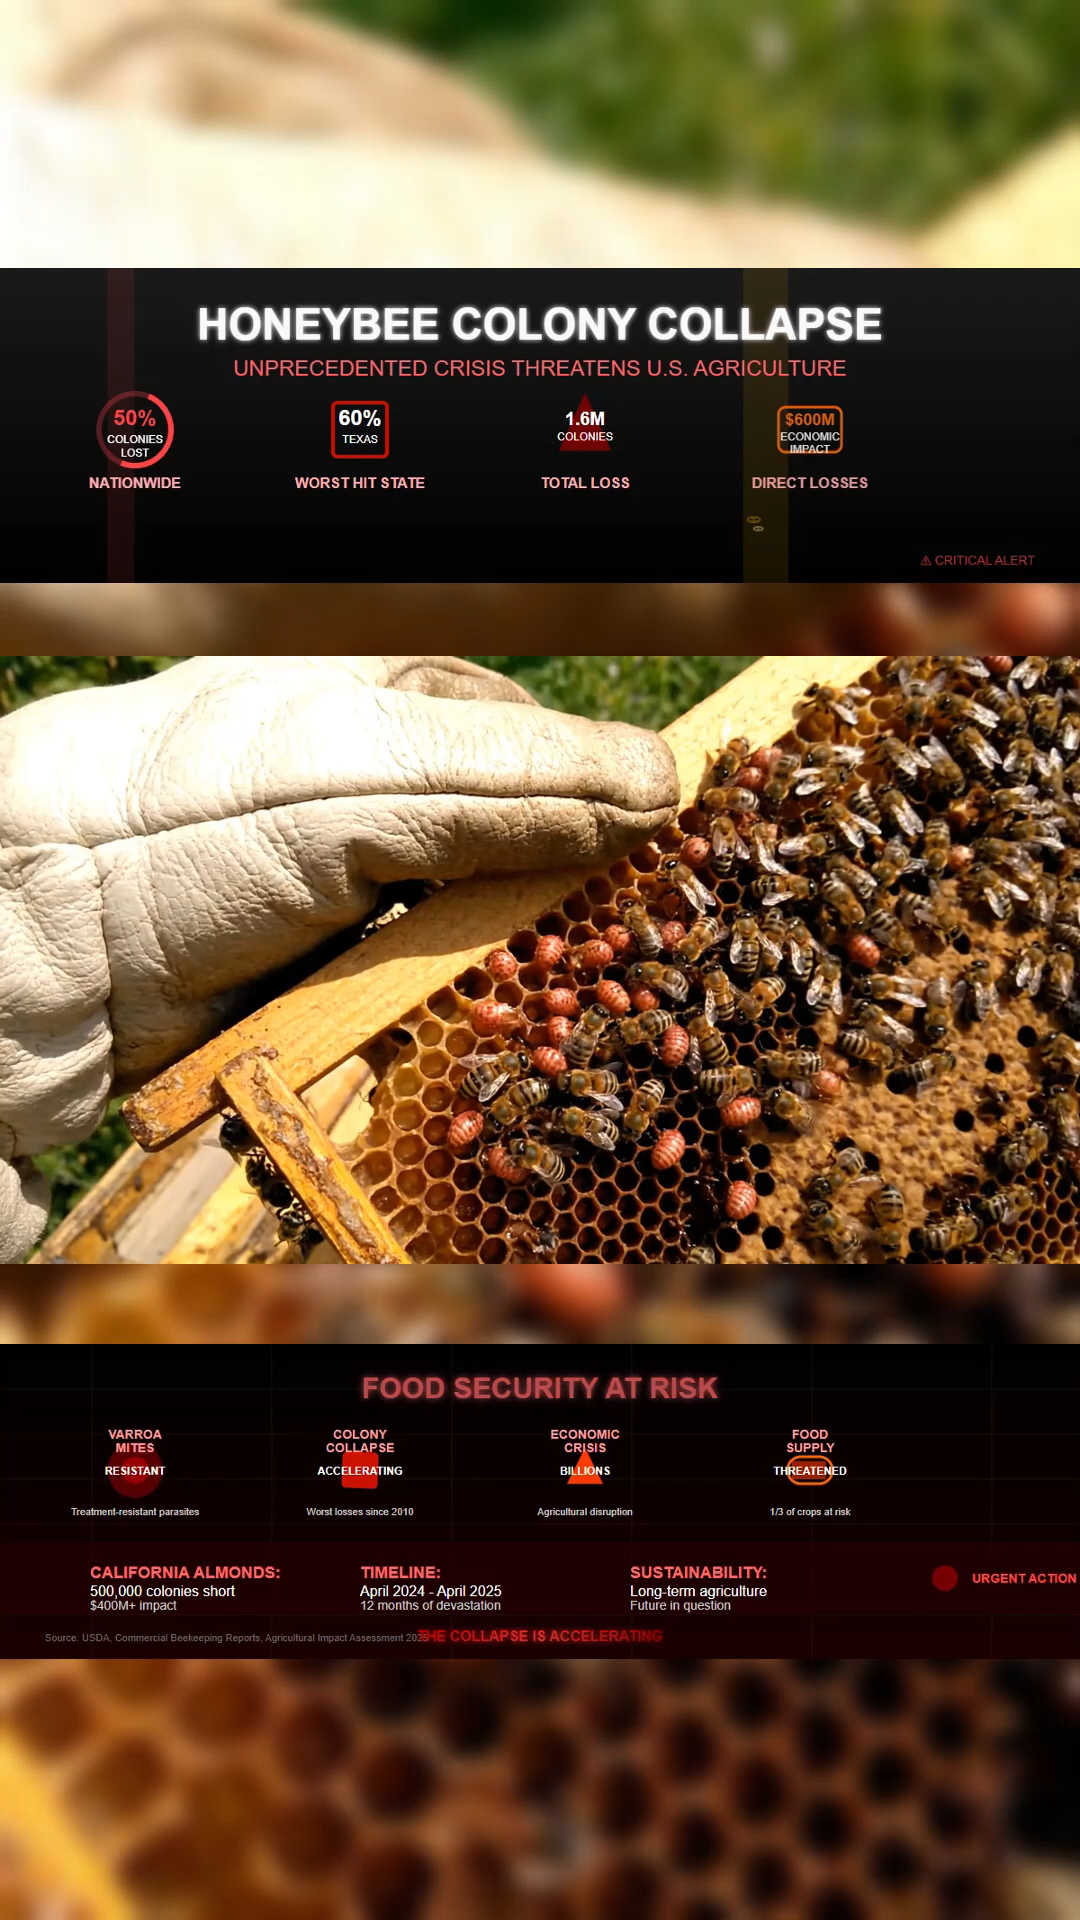 HONEYBEE COLONY COLLAPSE
UNPRECEDENTED CRISIS THREATENS U.S. AGRICULTURE
50%
COLONIES
LOST
NATIONWIDE
60%
TEXAS
WORST HIT STATE
1.6M
COLONIES
TOTAL LOSS
$600M
ECONOMIC
IMPACT
DIRECT LOSSES
⚠ CRITICAL ALERT
FOOD SECURITY AT RISK
VARROA
MITES
RESISTANT
Treatment-resistant parasites
COLONY
COLLAPSE
ACCELERATING
Worst losses since 2010
ECONOMIC
CRISIS
BILLIONS
Agricultural disruption
FOOD
SUPPLY
THREATENED
1/3 of crops at risk
CALIFORNIA ALMONDS:
500,000 colonies short
$400M+ impact
TIMELINE:
April 2024 - April 2025
12 months of devastation
SUSTAINABILITY:
Long-term agriculture
Future in question
URGENT ACTION
Source: USDA, Commercial Beekeeping Reports, Agricultural Impact Assessment 2025
THE COLLAPSE IS ACCELERATING